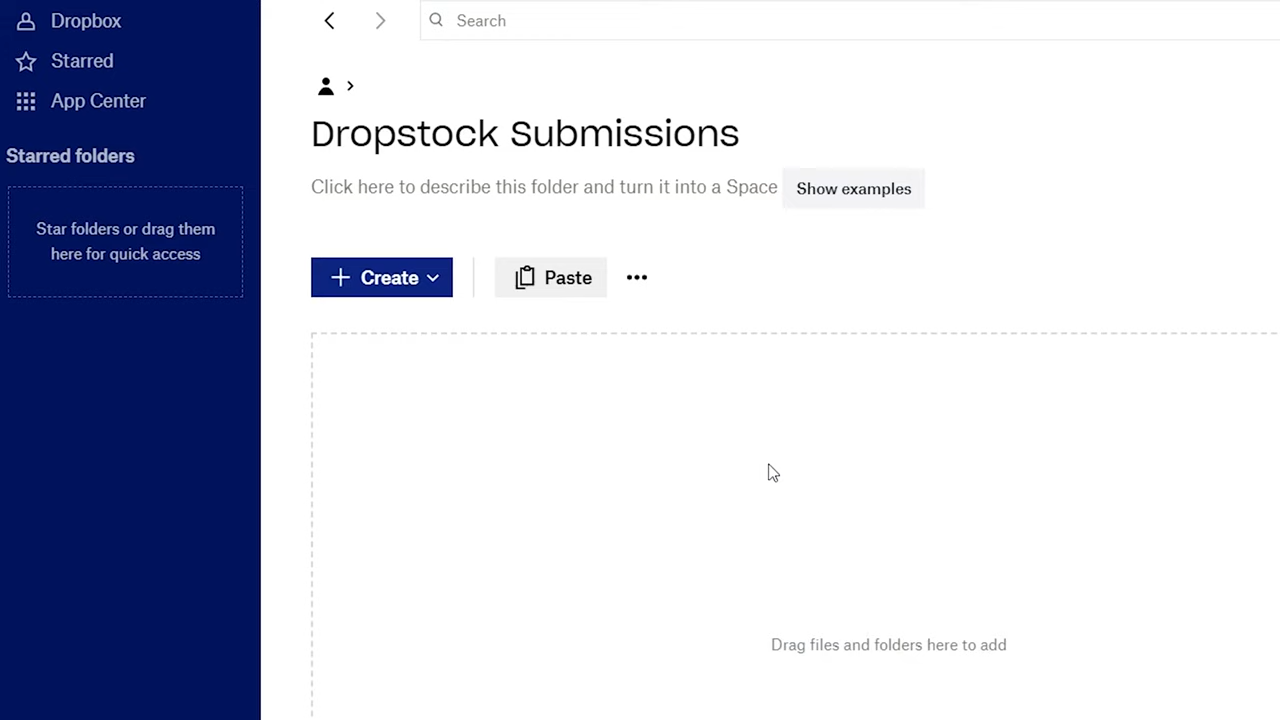 Dropbox
Starred
App Center
Starred folders
Star folders or drag them
here for quick access
Search
Dropstock Submissions
Click here to describe this folder and turn it into a Space
Show examples
Create
Paste
Drag files and folders here to add